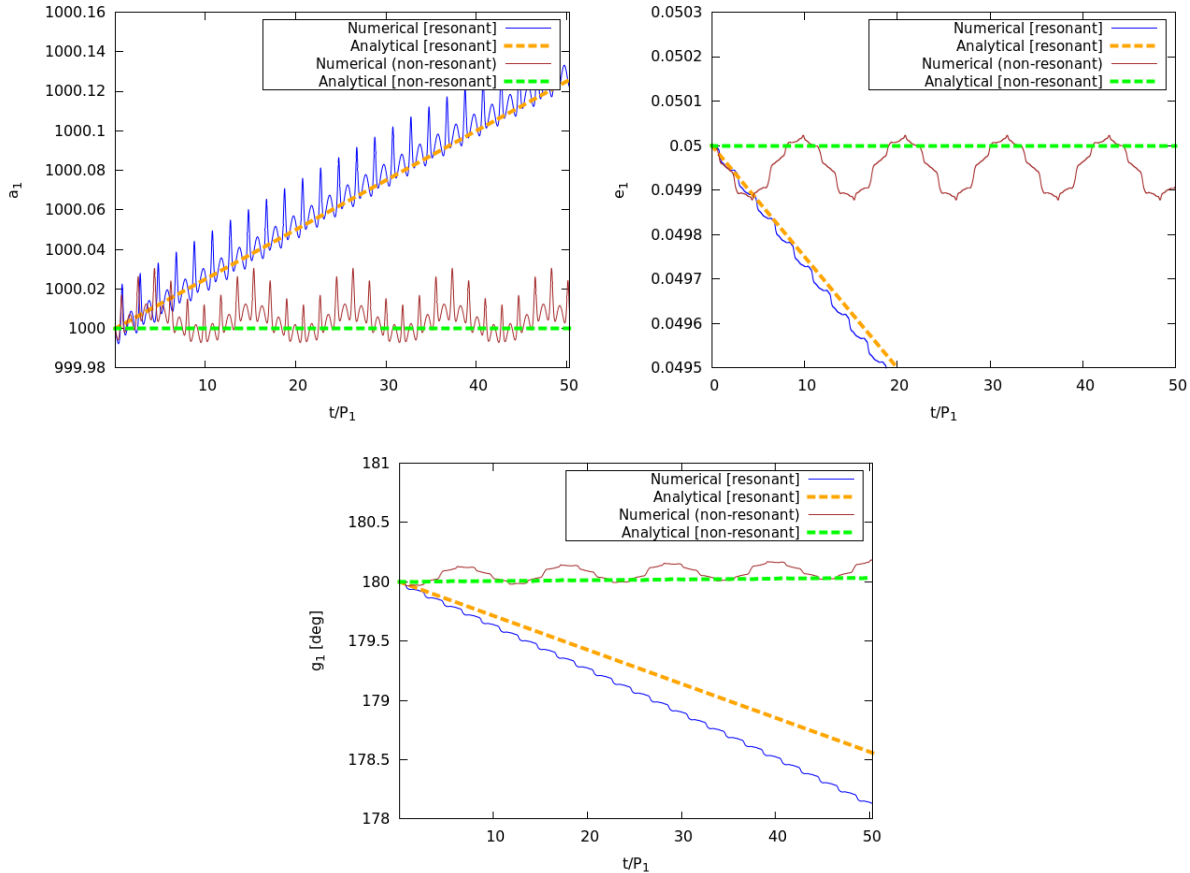 1000.16
1000.14
1000.12
1000.1
1000.08
1000.06
1000.04
1000.02
1000
999.98
a₁
10
20
30
40
50
t/P₁
Numerical [resonant]
Analytical [resonant]
Numerical (non-resonant)
Analytical [non-resonant]
0.0503
0.0502
0.0501
0.05
0.0499
0.0498
0.0497
0.0496
0.0495
e₁
0
10
20
30
40
50
t/P₁
Numerical [resonant]
Analytical [resonant]
Numerical (non-resonant)
Analytical [non-resonant]
181
180.5
180
179.5
179
178.5
178
g₁ [deg]
10
20
30
40
50
t/P₁
Numerical [resonant]
Analytical [resonant]
Numerical (non-resonant)
Analytical [non-resonant]